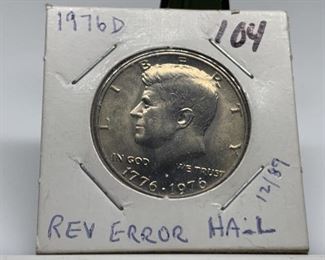 1976D
104
LIBERTY
IN GOD WE TRUST
1776-1976
12/89
REV ERROR HAIL